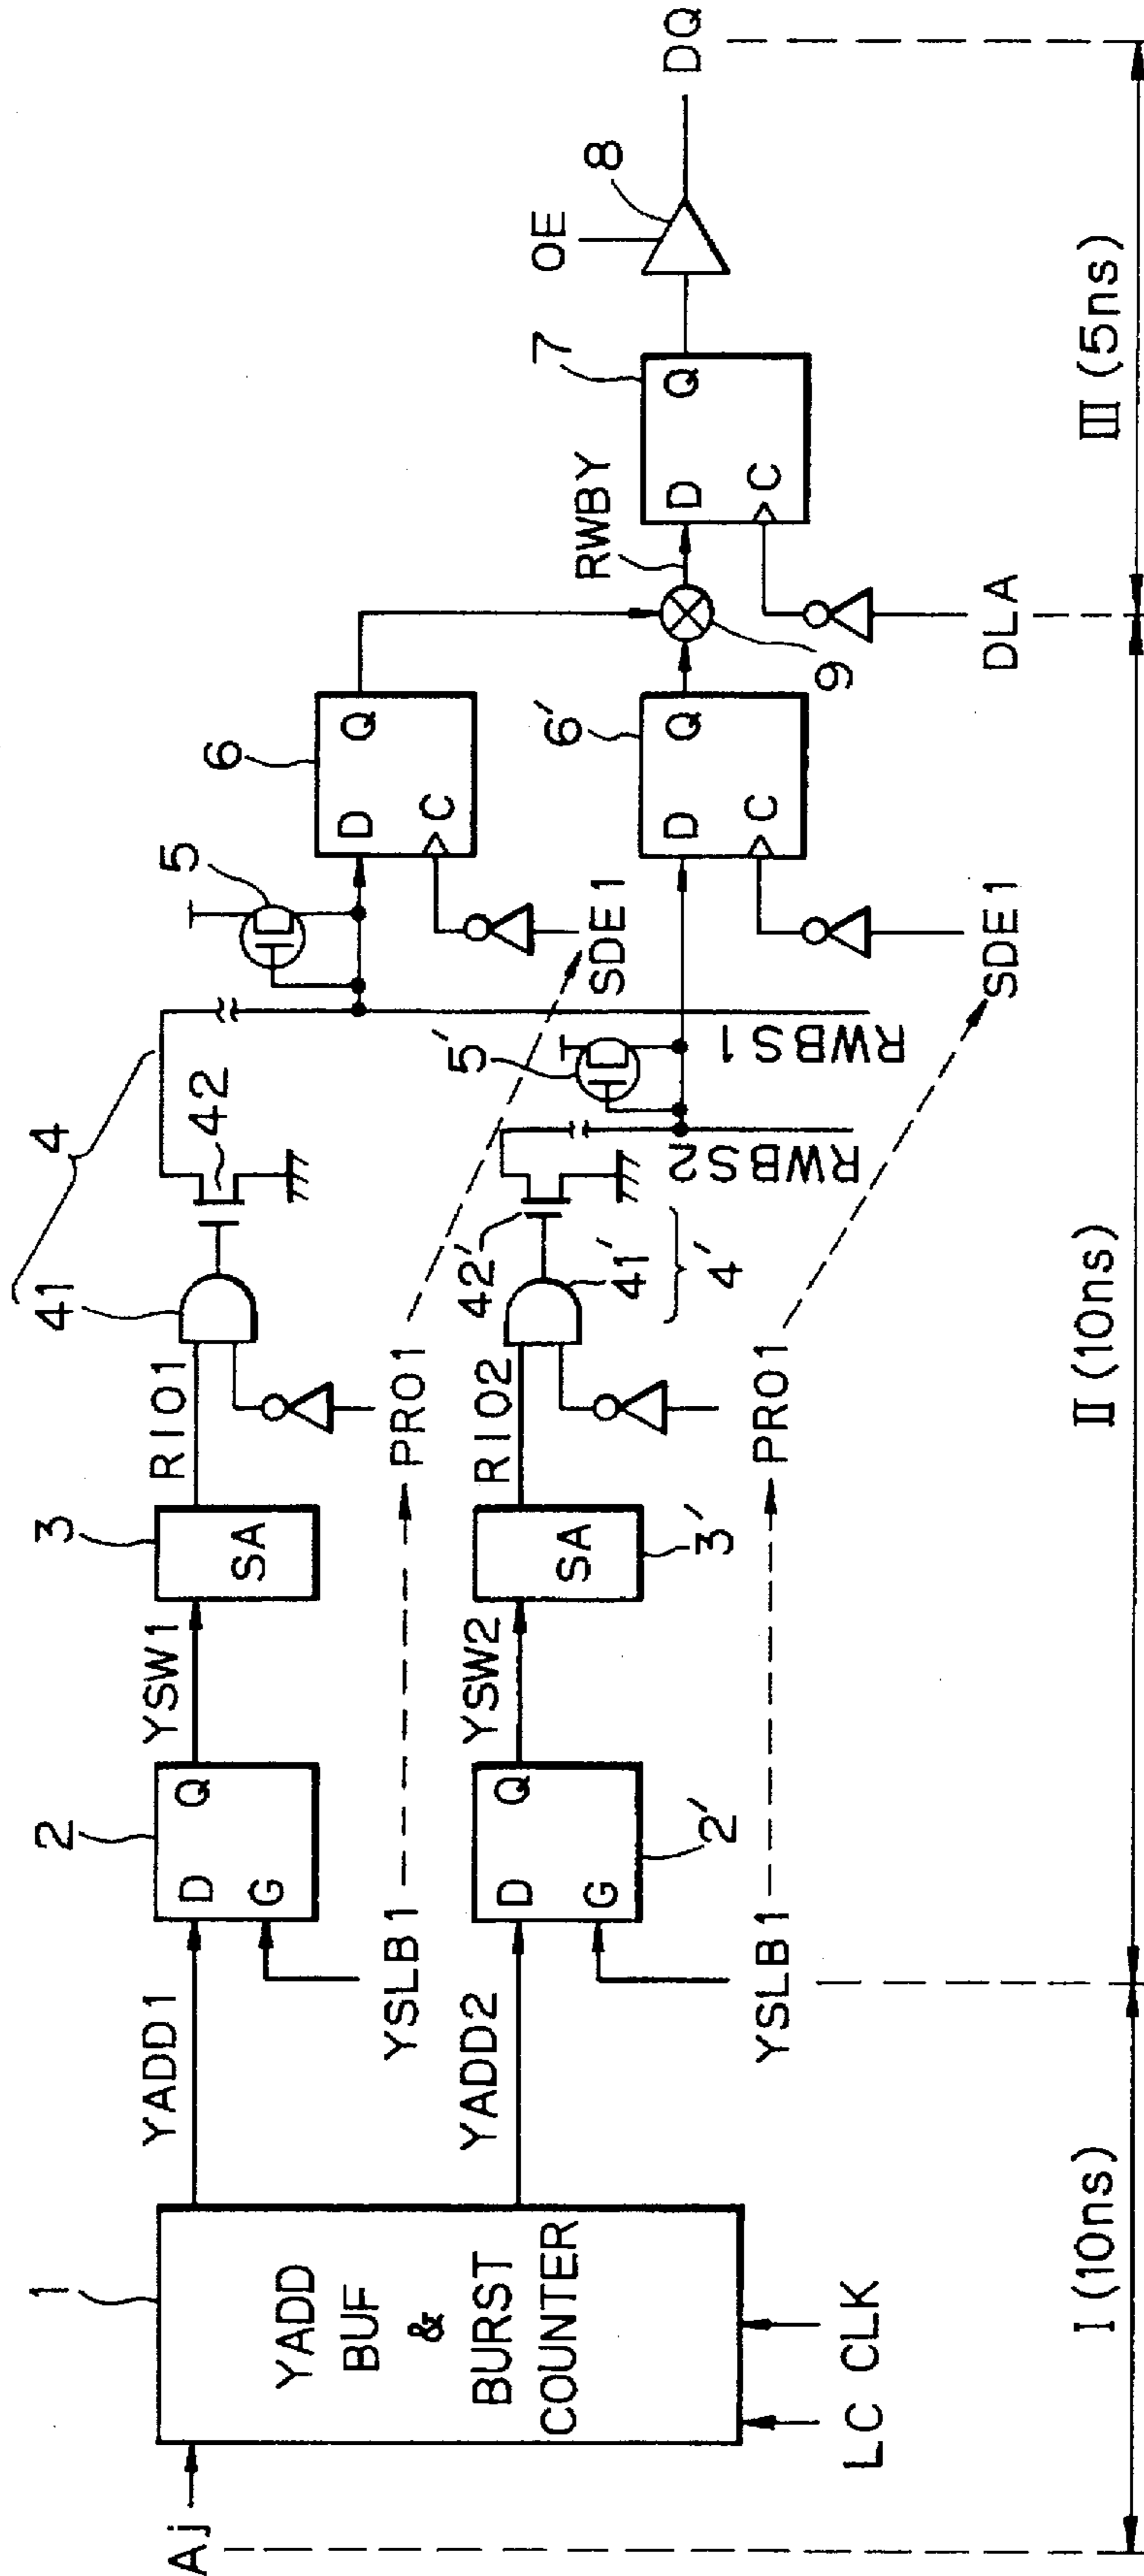 Aj
1
YADD
BUF
&
BURST
COUNTER
LC CLK
YADD1
YADD2
2
D Q
G
YSLB1
D Q
G
2'
YSLB1
YSW1
YSW2
3
SA
SA
3'
RIO1
RIO2
PRO1
PRO1
4
41
42
42'
41'
4'
RWBS1
RWBS2
5
5'
6
D Q
C
SDE1
6'
D Q
C
SDE1
9
RWBY
7
D Q
C
DLA
OE
8
DQ
I (10ns)
II (10ns)
III (5ns)